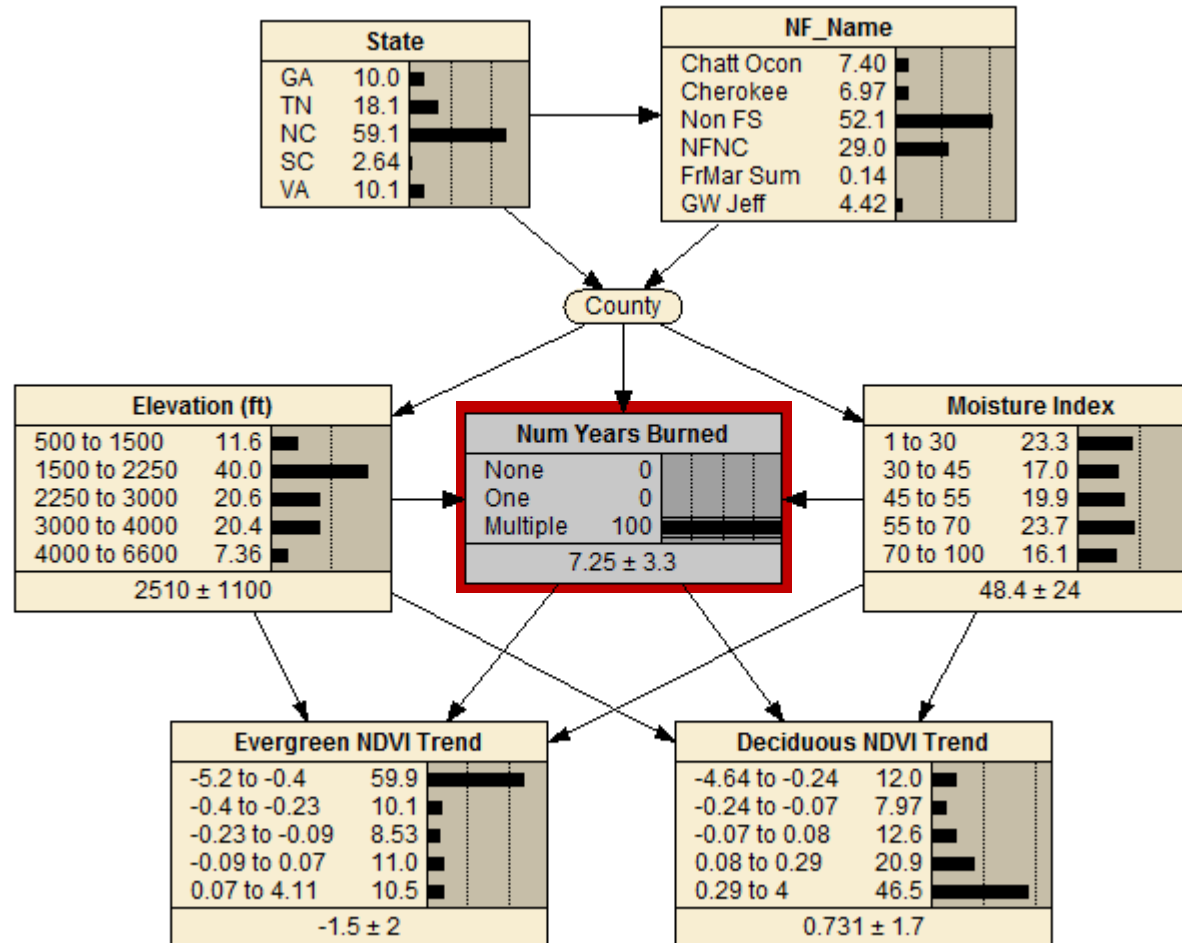 State
GA 10.0
TN 18.1
NC 59.1
SC 2.64
VA 10.1
NF_Name
Chatt Ocon 7.40
Cherokee 6.97
Non FS 52.1
NFNC 29.0
FrMar Sum 0.14
GW Jeff 4.42
County
Elevation (ft)
500 to 1500 11.6
1500 to 2250 40.0
2250 to 3000 20.6
3000 to 4000 20.4
4000 to 6600 7.36
2510 ± 1100
Num Years Burned
None 0
One 0
Multiple 100
7.25 ± 3.3
Moisture Index
1 to 30 23.3
30 to 45 17.0
45 to 55 19.9
55 to 70 23.7
70 to 100 16.1
48.4 ± 24
Evergreen NDVI Trend
-5.2 to -0.4 59.9
-0.4 to -0.23 10.1
-0.23 to -0.09 8.53
-0.09 to 0.07 11.0
0.07 to 4.11 10.5
-1.5 ± 2
Deciduous NDVI Trend
-4.64 to -0.24 12.0
-0.24 to -0.07 7.97
-0.07 to 0.08 12.6
0.08 to 0.29 20.9
0.29 to 4 46.5
0.731 ± 1.7